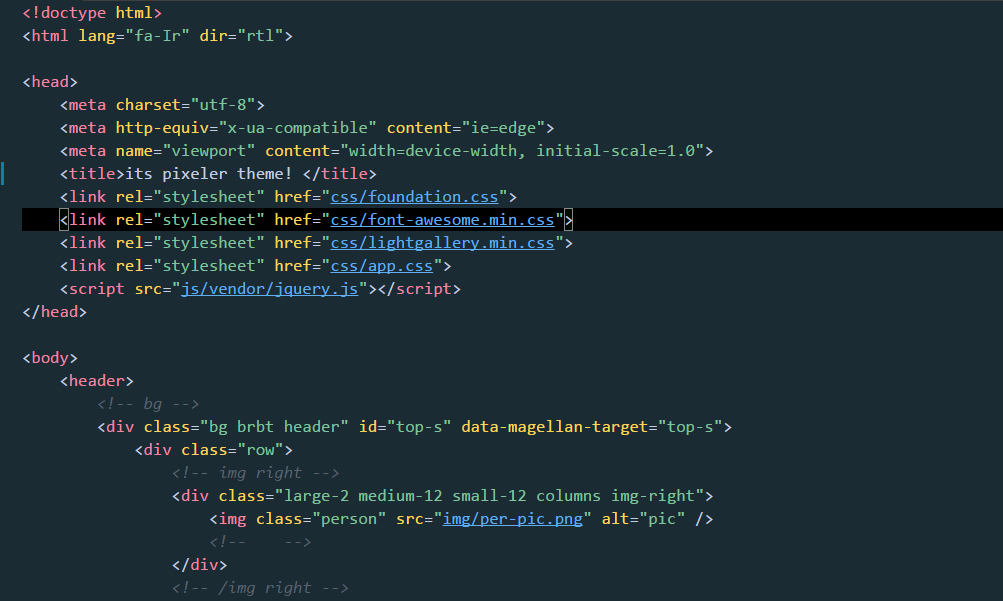 <!doctype html>
<html lang="fa-Ir" dir="rtl">
<head>
<meta charset="utf-8">
<meta http-equiv="x-ua-compatible" content="ie=edge">
<meta name="viewport" content="width=device-width, initial-scale=1.0">
<title>its pixeler theme! </title>
<link rel="stylesheet" href="css/foundation.css">
<link rel="stylesheet" href="css/font-awesome.min.css">
<link rel="stylesheet" href="css/lightgallery.min.css">
<link rel="stylesheet" href="css/app.css">
<script src="js/vendor/jquery.js"></script>
</head>
<body>
<header>
<!-- bg -->
<div class="bg brbt header" id="top-s" data-magellan-target="top-s">
<div class="row">
<!-- img right -->
<div class="large-2 medium-12 small-12 columns img-right">
<img class="person" src="img/per-pic.png" alt="pic" />
<!--    -->
</div>
<!-- /img right -->